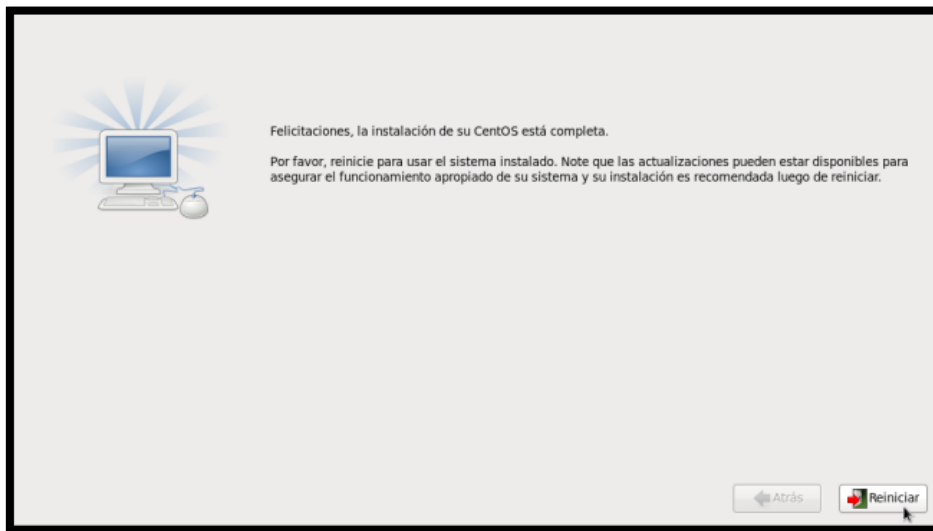 Felicitaciones, la instalación de su CentOS está completa.
Por favor, reinicie para usar el sistema instalado. Note que las actualizaciones pueden estar disponibles para
asegurar el funcionamiento apropiado de su sistema y su instalación es recomendada luego de reiniciar.
Atrás
Reiniciar